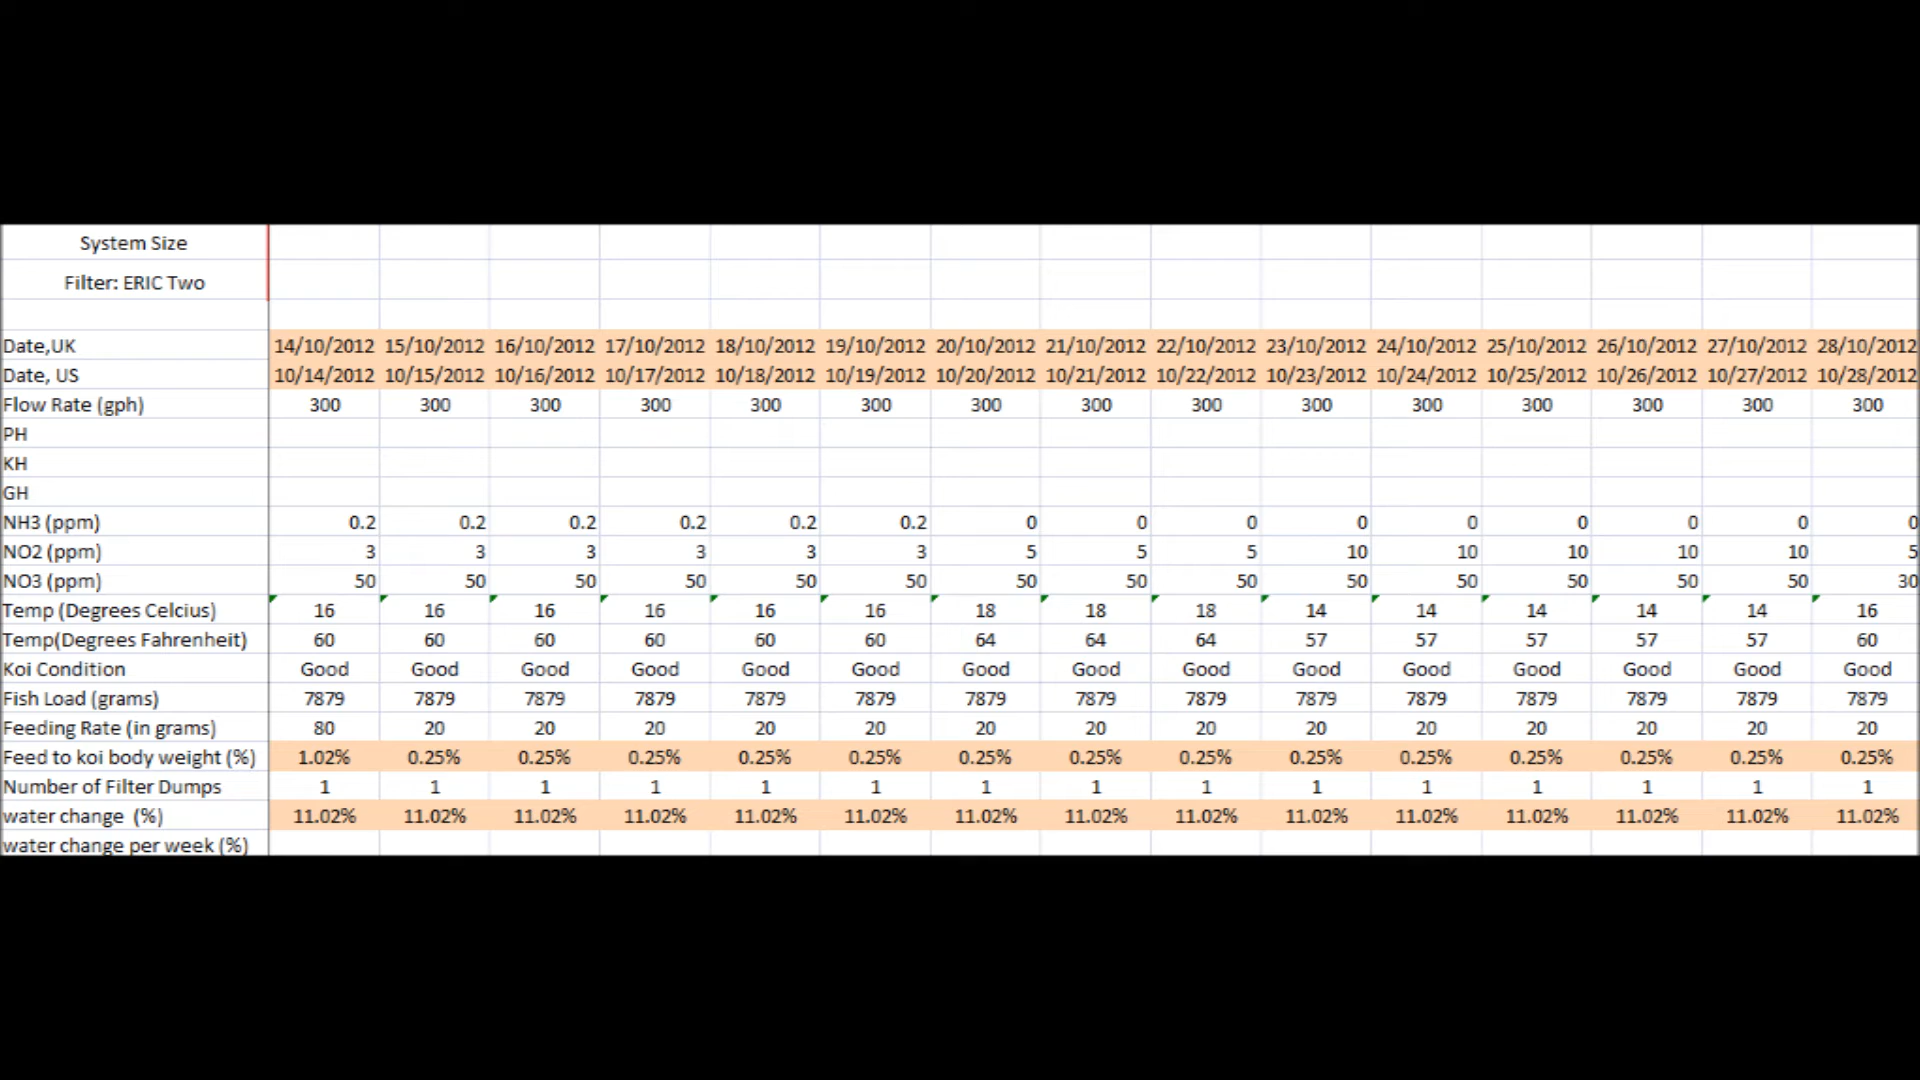 System Size
Filter: ERIC Two
Date,UK 14/10/2012 15/10/2012 16/10/2012 17/10/2012 18/10/2012 19/10/2012 20/10/2012 21/10/2012 22/10/2012 23/10/2012 24/10/2012 25/10/2012 26/10/2012 27/10/2012 28/10/2012
Date, US 10/14/2012 10/15/2012 10/16/2012 10/17/2012 10/18/2012 10/19/2012 10/20/2012 10/21/2012 10/22/2012 10/23/2012 10/24/2012 10/25/2012 10/26/2012 10/27/2012 10/28/2012
Flow Rate (gph) 300 300 300 300 300 300 300 300 300 300 300 300 300 300 300
PH
KH
GH
NH3 (ppm) 0.2 0.2 0.2 0.2 0.2 0.2 0 0 0 0 0 0 0 0 0
NO2 (ppm) 3 3 3 3 3 3 5 5 5 10 10 10 10 10 5
NO3 (ppm) 50 50 50 50 50 50 50 50 50 50 50 50 50 50 30
Temp (Degrees Celcius) 16 16 16 16 16 16 18 18 18 14 14 14 14 14 16
Temp(Degrees Fahrenheit) 60 60 60 60 60 60 64 64 64 57 57 57 57 57 60
Koi Condition Good Good Good Good Good Good Good Good Good Good Good Good Good Good Good
Fish Load (grams) 7879 7879 7879 7879 7879 7879 7879 7879 7879 7879 7879 7879 7879 7879 7879
Feeding Rate (in grams) 80 20 20 20 20 20 20 20 20 20 20 20 20 20 20
Feed to koi body weight (%) 1.02% 0.25% 0.25% 0.25% 0.25% 0.25% 0.25% 0.25% 0.25% 0.25% 0.25% 0.25% 0.25% 0.25% 0.25%
Number of Filter Dumps 1 1 1 1 1 1 1 1 1 1 1 1 1 1 1
water change (%) 11.02% 11.02% 11.02% 11.02% 11.02% 11.02% 11.02% 11.02% 11.02% 11.02% 11.02% 11.02% 11.02% 11.02% 11.02%
water change per week (%)